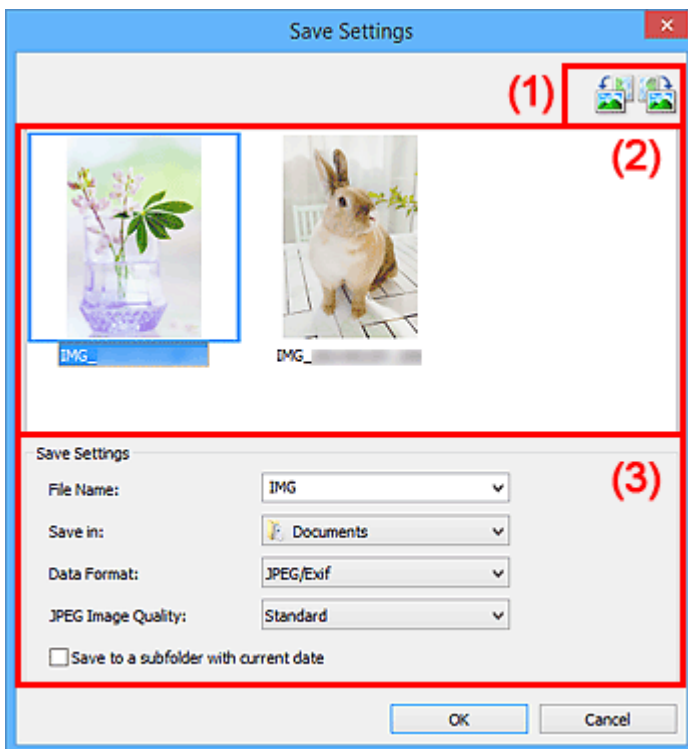 Save Settings
(1)
(2)
IMG_
IMG_
Save Settings
(3)
File Name:
IMG
Save in:
Documents
Data Format:
JPEG/Exif
JPEG Image Quality:
Standard
Save to a subfolder with current date
OK
Cancel